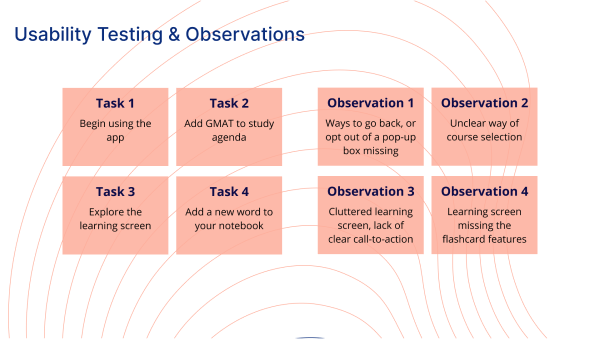 Usability Testing & Observations
Task 1
Begin using the
app
Task 2
Add GMAT to study
agenda
Observation 1
Ways to go back, or
opt out of a pop-up
box missing
Observation 2
Unclear way of
course selection
Task 3
Explore the
learning screen
Task 4
Add a new word to
your notebook
Observation 3
Cluttered learning
screen, lack of
clear call-to-action
Observation 4
Learning screen
missing the
flashcard features